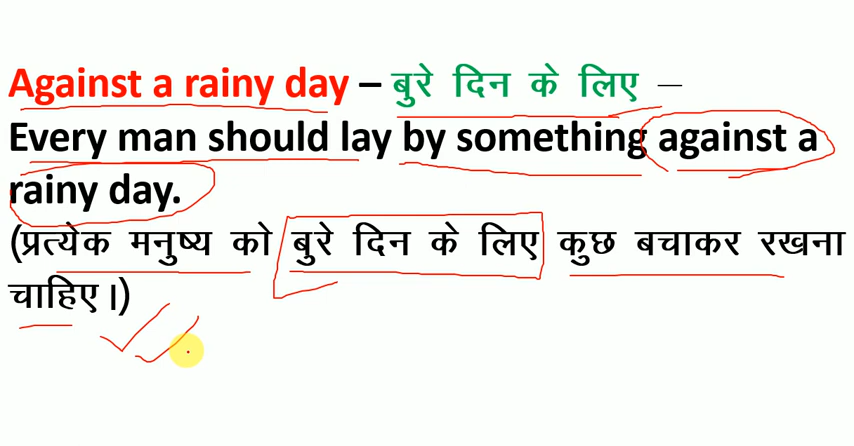 Against a rainy day – बुरे दिन के लिए –
Every man should lay by something against a
rainy day.
(प्रत्येक मनुष्य को बुरे दिन के लिए कुछ बचाकर रखना
चाहिए।)